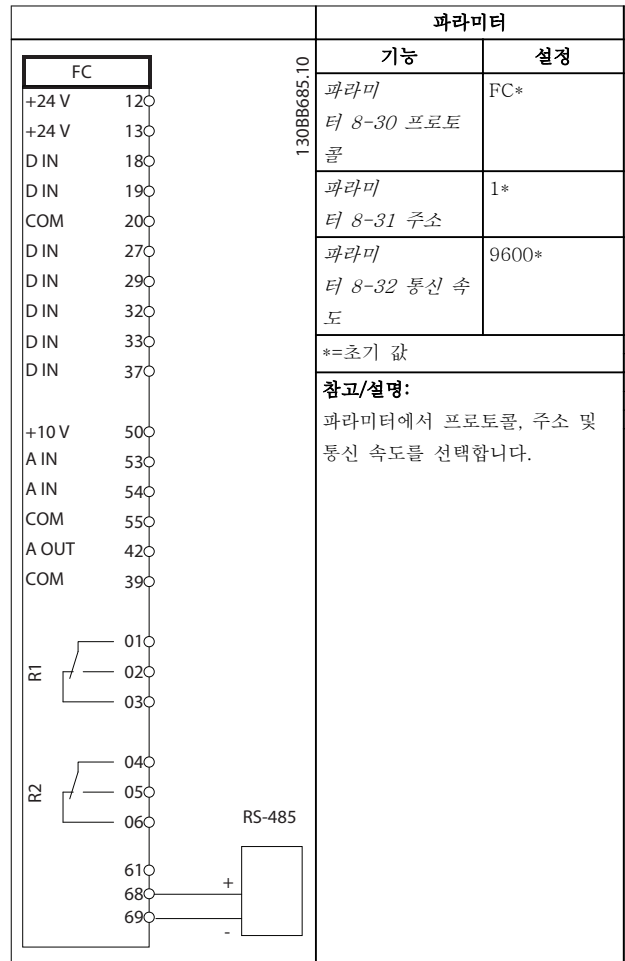 파라미터
기능 설정
파라미
터 8-30 프로토
콜
FC*
파라미
터 8-31 주소
1*
파라미
터 8-32 통신 속
도
9600*
*=초기 값
참고/설명:
파라미터에서 프로토콜, 주소 및
통신 속도를 선택합니다.
FC
130BB685.10
+24 V 12
+24 V 13
D IN 18
D IN 19
COM 20
D IN 27
D IN 29
D IN 32
D IN 33
D IN 37
+10 V 50
A IN 53
A IN 54
COM 55
A OUT 42
COM 39
R1
01
02
03
R2
04
05
06
RS-485
61
68 +
69 -